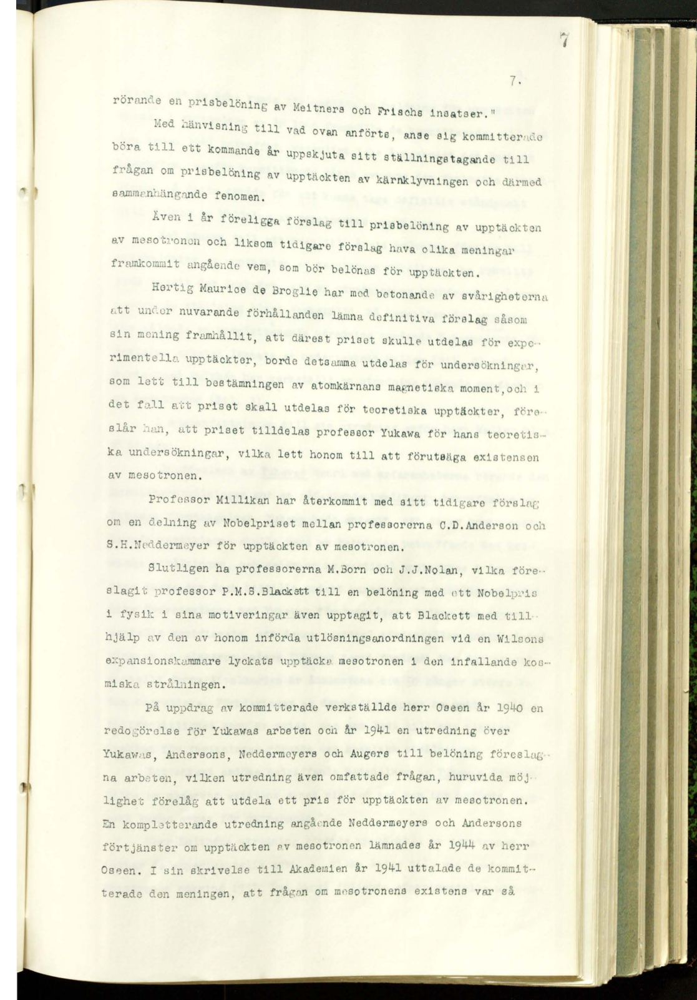 7
7.
rörande en prisbelöning av Meitners och Frischs insatser."
Med hänvisning till vad ovan anförts, anse sig kommitterade
böra till ett kommande år uppskjuta sitt ställningstagande till
frågan om prisbelöning av upptäckten av kärnklyvningen och därmed
sammanhängande fenomen.
Även i år föreligga förslag till prisbelöning av upptäckten
av mesotronen och liksom tidigare förslag hava olika meningar
framkommit angående vem, som bör belönas för upptäckten.
Hertig Maurice de Broglie har med betonande av svårigheterna
att under nuvarande förhållanden lämna definitiva förslag såsom
sin mening framhållit, att därest priset skulle utdelas för expe-
rimentella upptäckter, borde detsamma utdelas för undersökningar,
som lett till bestämningen av atomkärnans magnetiska moment,och i
det fall att priset skall utdelas för teoretiska upptäckter, före-
slår han, att priset tilldelas professor Yukawa för hans teoretis-
ka undersökningar, vilka lett honom till att förutsäga existensen
av mesotronen.
Professor Millikan har återkommit med sitt tidigare förslag
om en delning av Nobelpriset mellan professorerna C.D.Anderson och
S.H.Neddermeyer för upptäckten av mesotronen.
Slutligen ha professorerna M.Born och J.J.Nolan, vilka före-
slagit professor P.M.S.Blackett till en belöning med ett Nobelpris
i fysik i sina motiveringar även upptagit, att Blackett med till-
hjälp av den av honom införda utlösningsanordningen vid en Wilsons
expansionskammare lyckats upptäcka mesotronen i den infallande kos-
miska strålningen.
På uppdrag av kommitterade verkställde herr Oseen år 1940 en
redogörelse för Yukawas arbeten och år 1941 en utredning över
Yukawas, Andersons, Neddermeyers och Augers till belöning föreslag-
na arbeten, vilken utredning även omfattade frågan, huruvida möj-
lighet förelåg att utdela ett pris för upptäckten av mesotronen.
En kompletterande utredning angående Neddermeyers och Andersons
förtjänster om upptäckten av mesotronen lämnades år 1944 av herr
Oseen. I sin skrivelse till Akademien år 1941 uttalade de kommit-
terade den meningen, att frågan om mesotronens existens var så